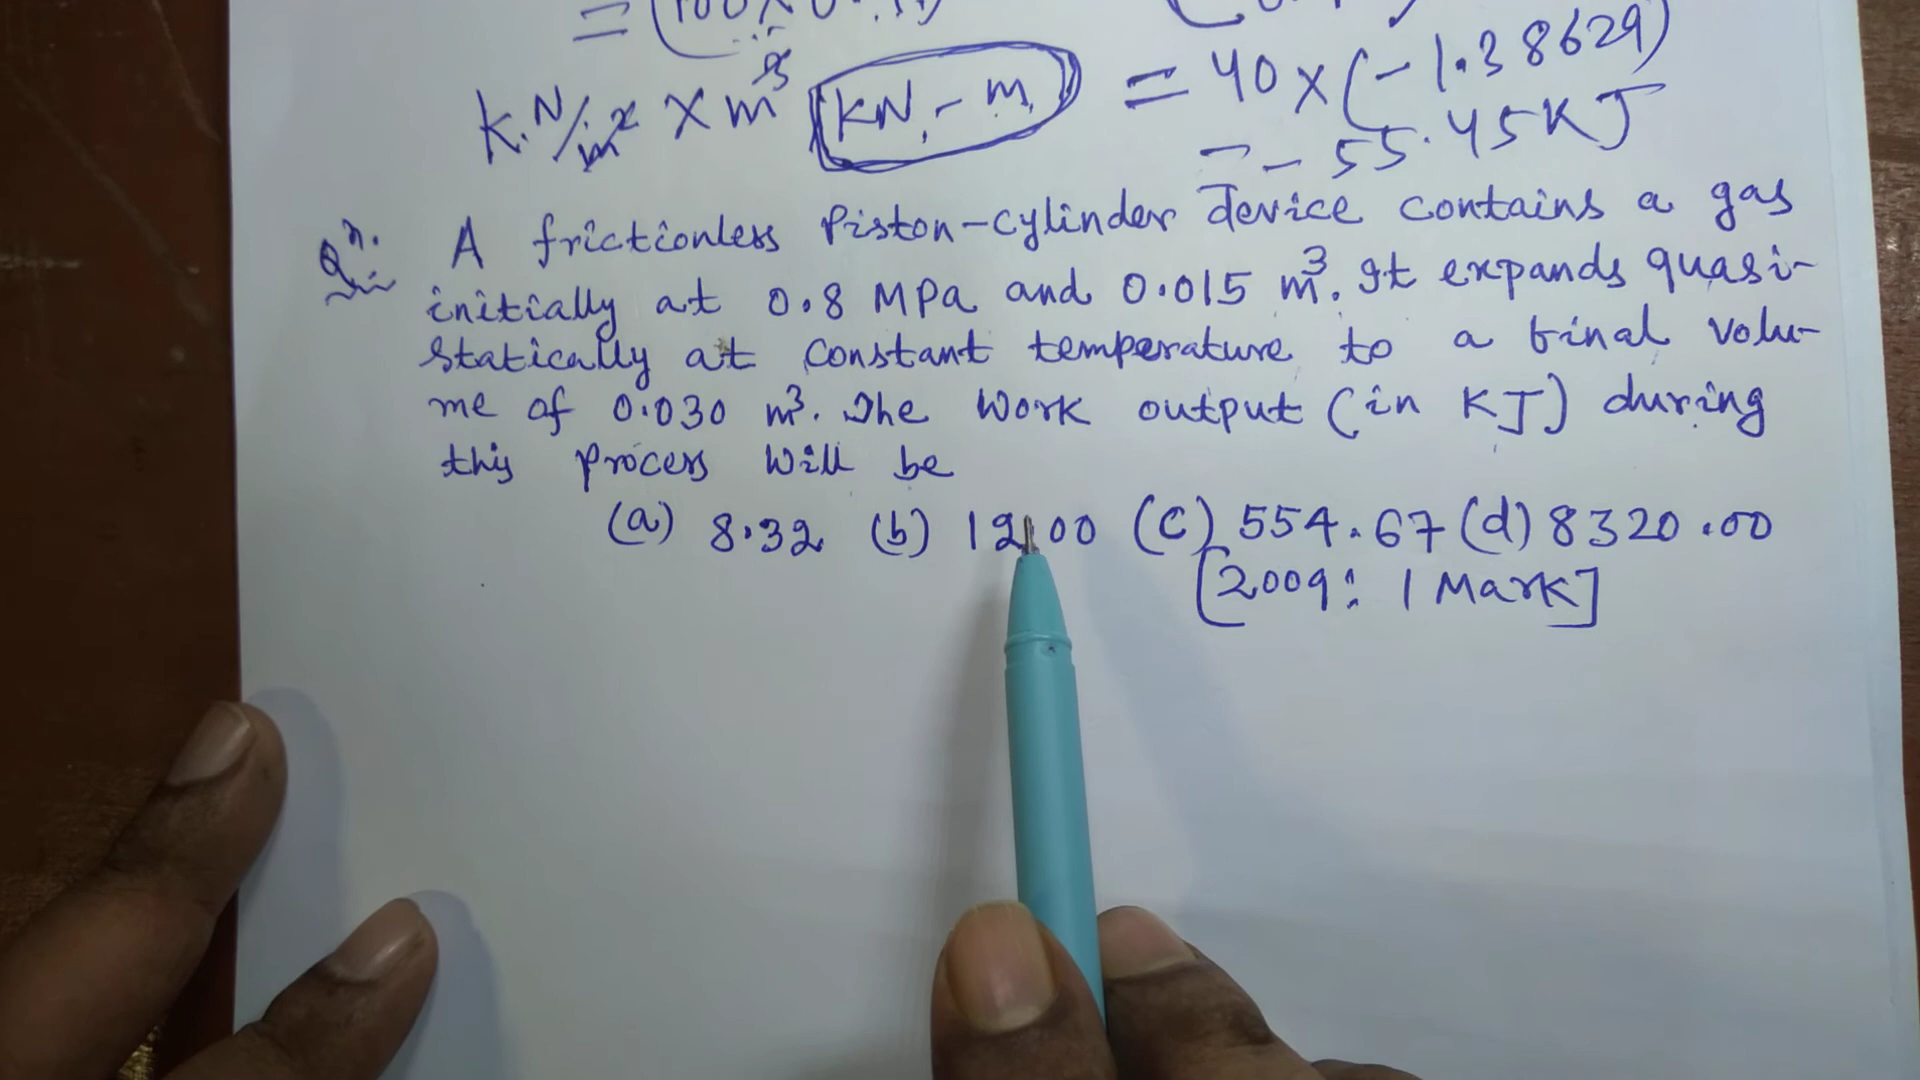 KN/m² × m³ KN-m = 40×(-1.38629)
= - 55.45KJ
Qn. A frictionless Piston-cylinder device contains a gas
initially at 0.8 MPa and 0.015 m³. It expands quasi-
statically at constant temperature to a final volu-
me of 0.030 m³. The work output (in KJ) during
this process will be
(a) 8.32 (b) 12.00 (c) 554.67 (d) 8320.00
[2009: 1 Mark]